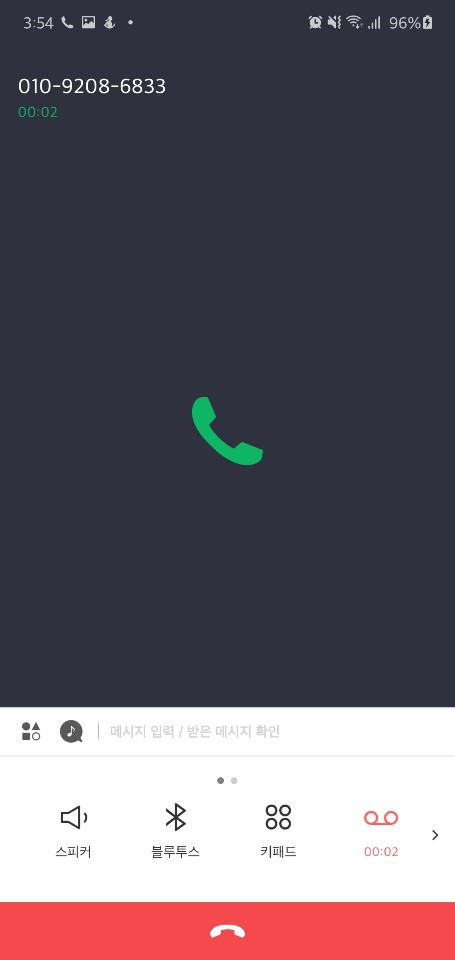 3:54 96%
010-9208-6833
00:02
메시지 입력 / 받은 메시지 확인
스피커 블루투스 키패드 00:02